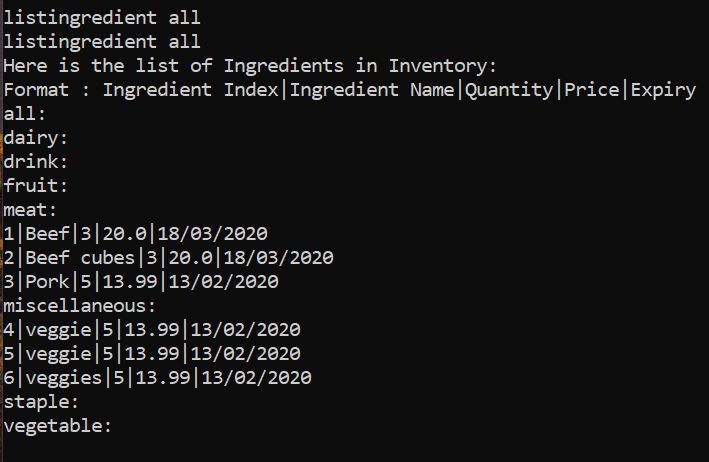 listingredient all
listingredient all
Here is the list of Ingredients in Inventory:
Format : Ingredient Index|Ingredient Name|Quantity|Price|Expiry
all:
dairy:
drink:
fruit:
meat:
1|Beef|3|20.0|18/03/2020
2|Beef cubes|3|20.0|18/03/2020
3|Pork|5|13.99|13/02/2020
miscellaneous:
4|veggie|5|13.99|13/02/2020
5|veggie|5|13.99|13/02/2020
6|veggies|5|13.99|13/02/2020
staple:
vegetable: